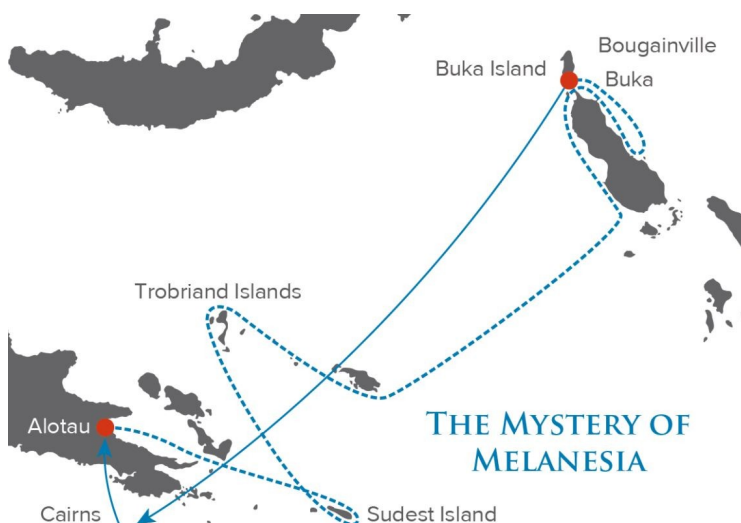 Bougainville
Buka Island
Buka
Trobriand Islands
Alotau
THE MYSTERY OF
MELANESIA
Cairns
Sudest Island